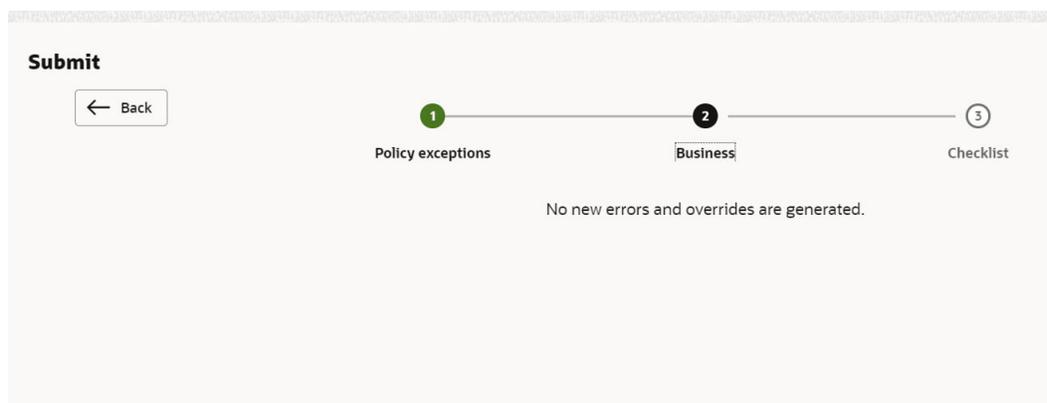 Submit
Back
1
2
3
Policy exceptions
Business
Checklist
No new errors and overrides are generated.